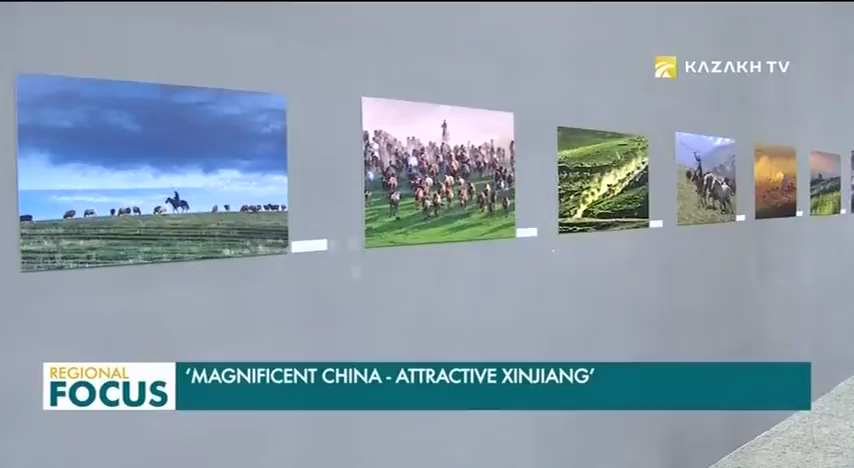 KAZAKH TV
REGIONAL
FOCUS
‘MAGNIFICENT CHINA - ATTRACTIVE XINJIANG’